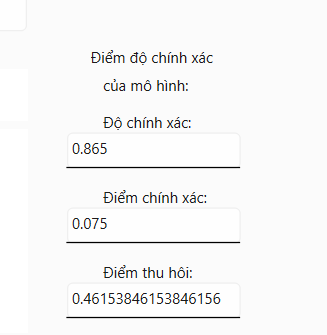 Điểm độ chính xác
của mô hình:
Độ chính xác:
0.865
Điểm chính xác:
0.075
Điểm thu hồi:
0.46153846153846156